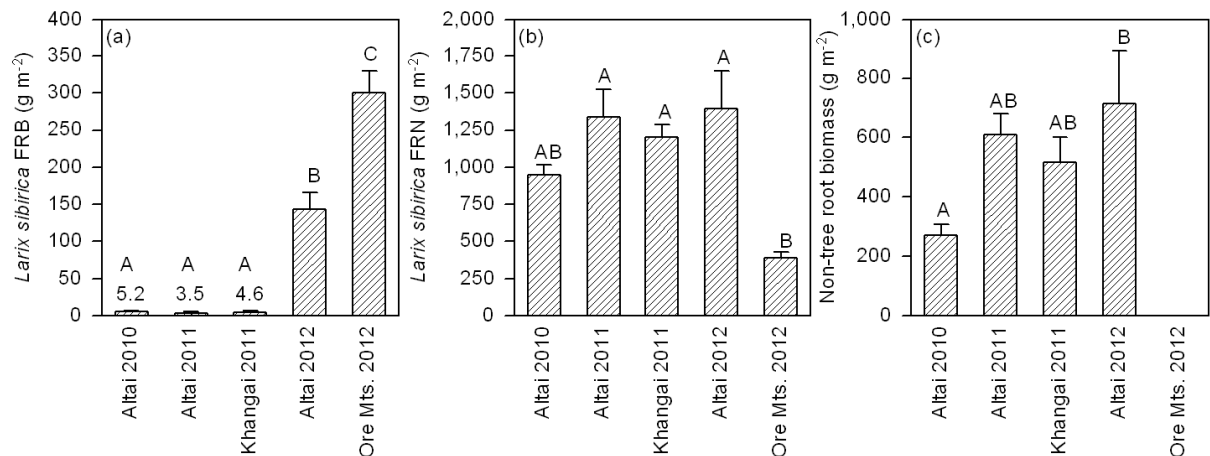 Larix sibirica FRB (g m⁻²)
400
350
300
250
200
150
100
50
0
(a)
A
5.2
A
3.5
A
4.6
B
C
Altai 2010
Altai 2011
Khangai 2011
Altai 2012
Ore Mts. 2012
Larix sibirica FRN (g m⁻²)
2,000
1,750
1,500
1,250
1,000
750
500
250
0
(b)
AB
A
A
A
B
Altai 2010
Altai 2011
Khangai 2011
Altai 2012
Ore Mts. 2012
Non-tree root biomass (g m⁻²)
1,000
800
600
400
200
0
(c)
A
AB
AB
B
Altai 2010
Altai 2011
Khangai 2011
Altai 2012
Ore Mts. 2012